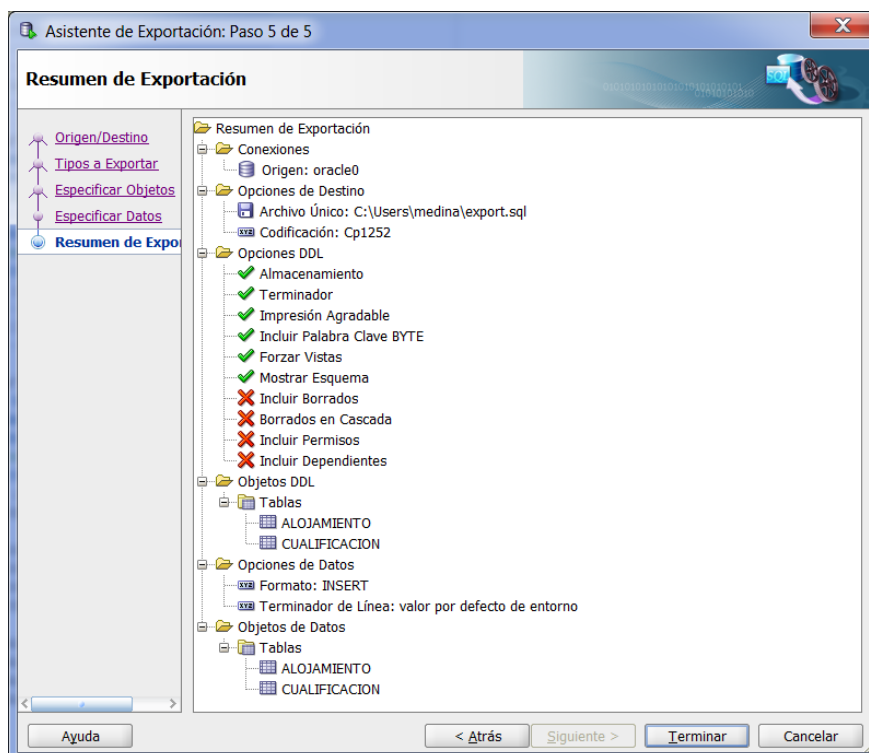 Asistente de Exportación: Paso 5 de 5
Resumen de Exportación
SQL
Origen/Destino
Tipos a Exportar
Especificar Objetos
Especificar Datos
Resumen de Expor
Resumen de Exportación
Conexiones
Origen: oracle0
Opciones de Destino
Archivo Único: C:\Users\medina\export.sql
Codificación: Cp1252
Opciones DDL
Almacenamiento
Terminador
Impresión Agradable
Incluir Palabra Clave BYTE
Forzar Vistas
Mostrar Esquema
Incluir Borrados
Borrados en Cascada
Incluir Permisos
Incluir Dependientes
Objetos DDL
Tablas
ALOJAMIENTO
CUALIFICACION
Opciones de Datos
Formato: INSERT
Terminador de Línea: valor por defecto de entorno
Objetos de Datos
Tablas
ALOJAMIENTO
CUALIFICACION
Ayuda
< Atrás
Siguiente >
Terminar
Cancelar